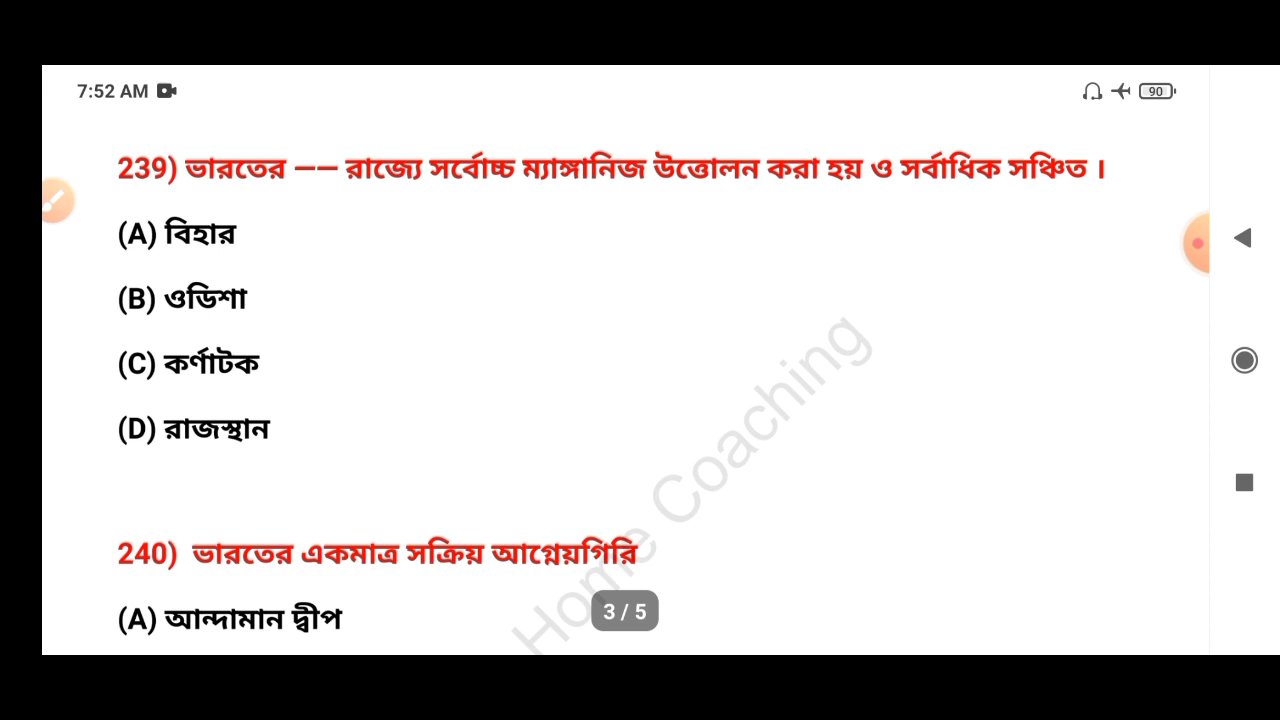 7:52 AM
90
239) ভারতের —— রাজ্যে সর্বোচ্চ ম্যাঙ্গানিজ উত্তোলন করা হয় ও সর্বাধিক সঞ্চিত ।
(A) বিহার
(B) ওডিশা
(C) কর্ণাটক
(D) রাজস্থান
240) ভারতের একমাত্র সক্রিয় আগ্নেয়গিরি
(A) আন্দামান দ্বীপ
Home Coaching
3 / 5